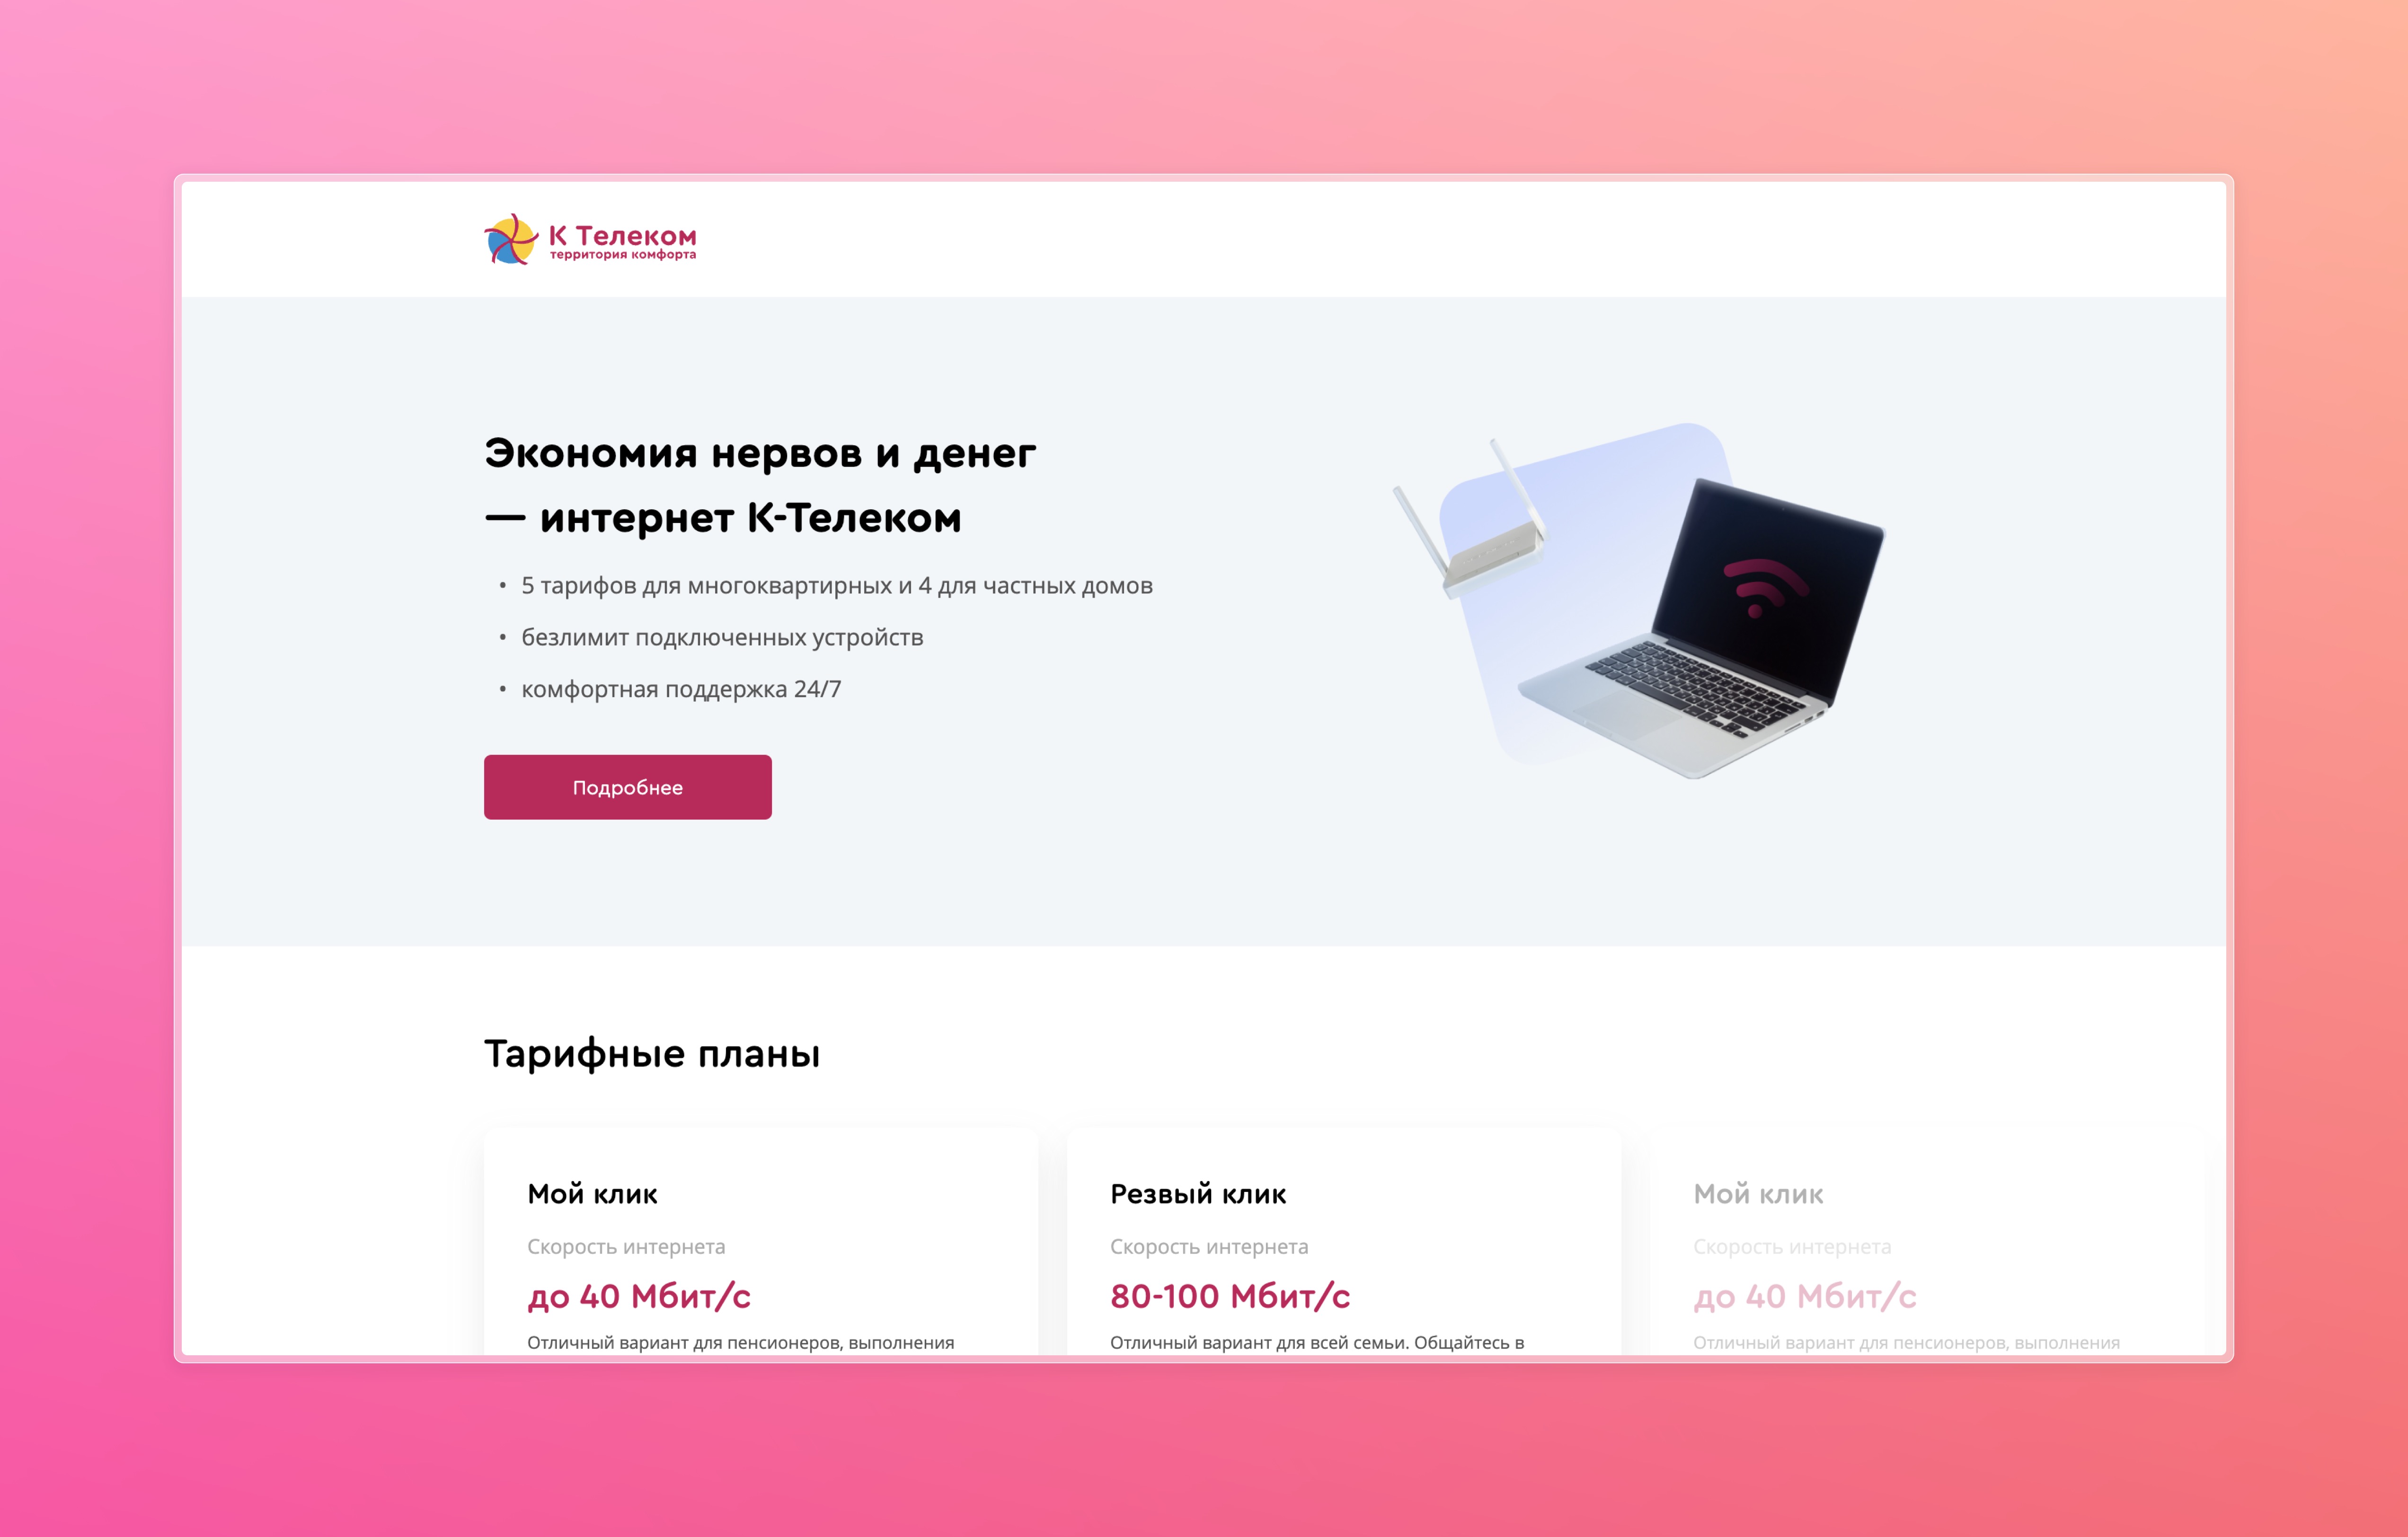 К Телеком
территория комфорта
Экономия нервов и денег
— интернет К-Телеком
• 5 тарифов для многоквартирных и 4 для частных домов
• безлимит подключенных устройств
• комфортная поддержка 24/7
Подробнее
Тарифные планы
Мой клик
Скорость интернета
до 40 Мбит/с
Отличный вариант для пенсионеров, выполнения
Резвый клик
Скорость интернета
80-100 Мбит/с
Отличный вариант для всей семьи. Общайтесь в
Мой клик
Скорость интернета
до 40 Мбит/с
Отличный вариант для пенсионеров, выполнения